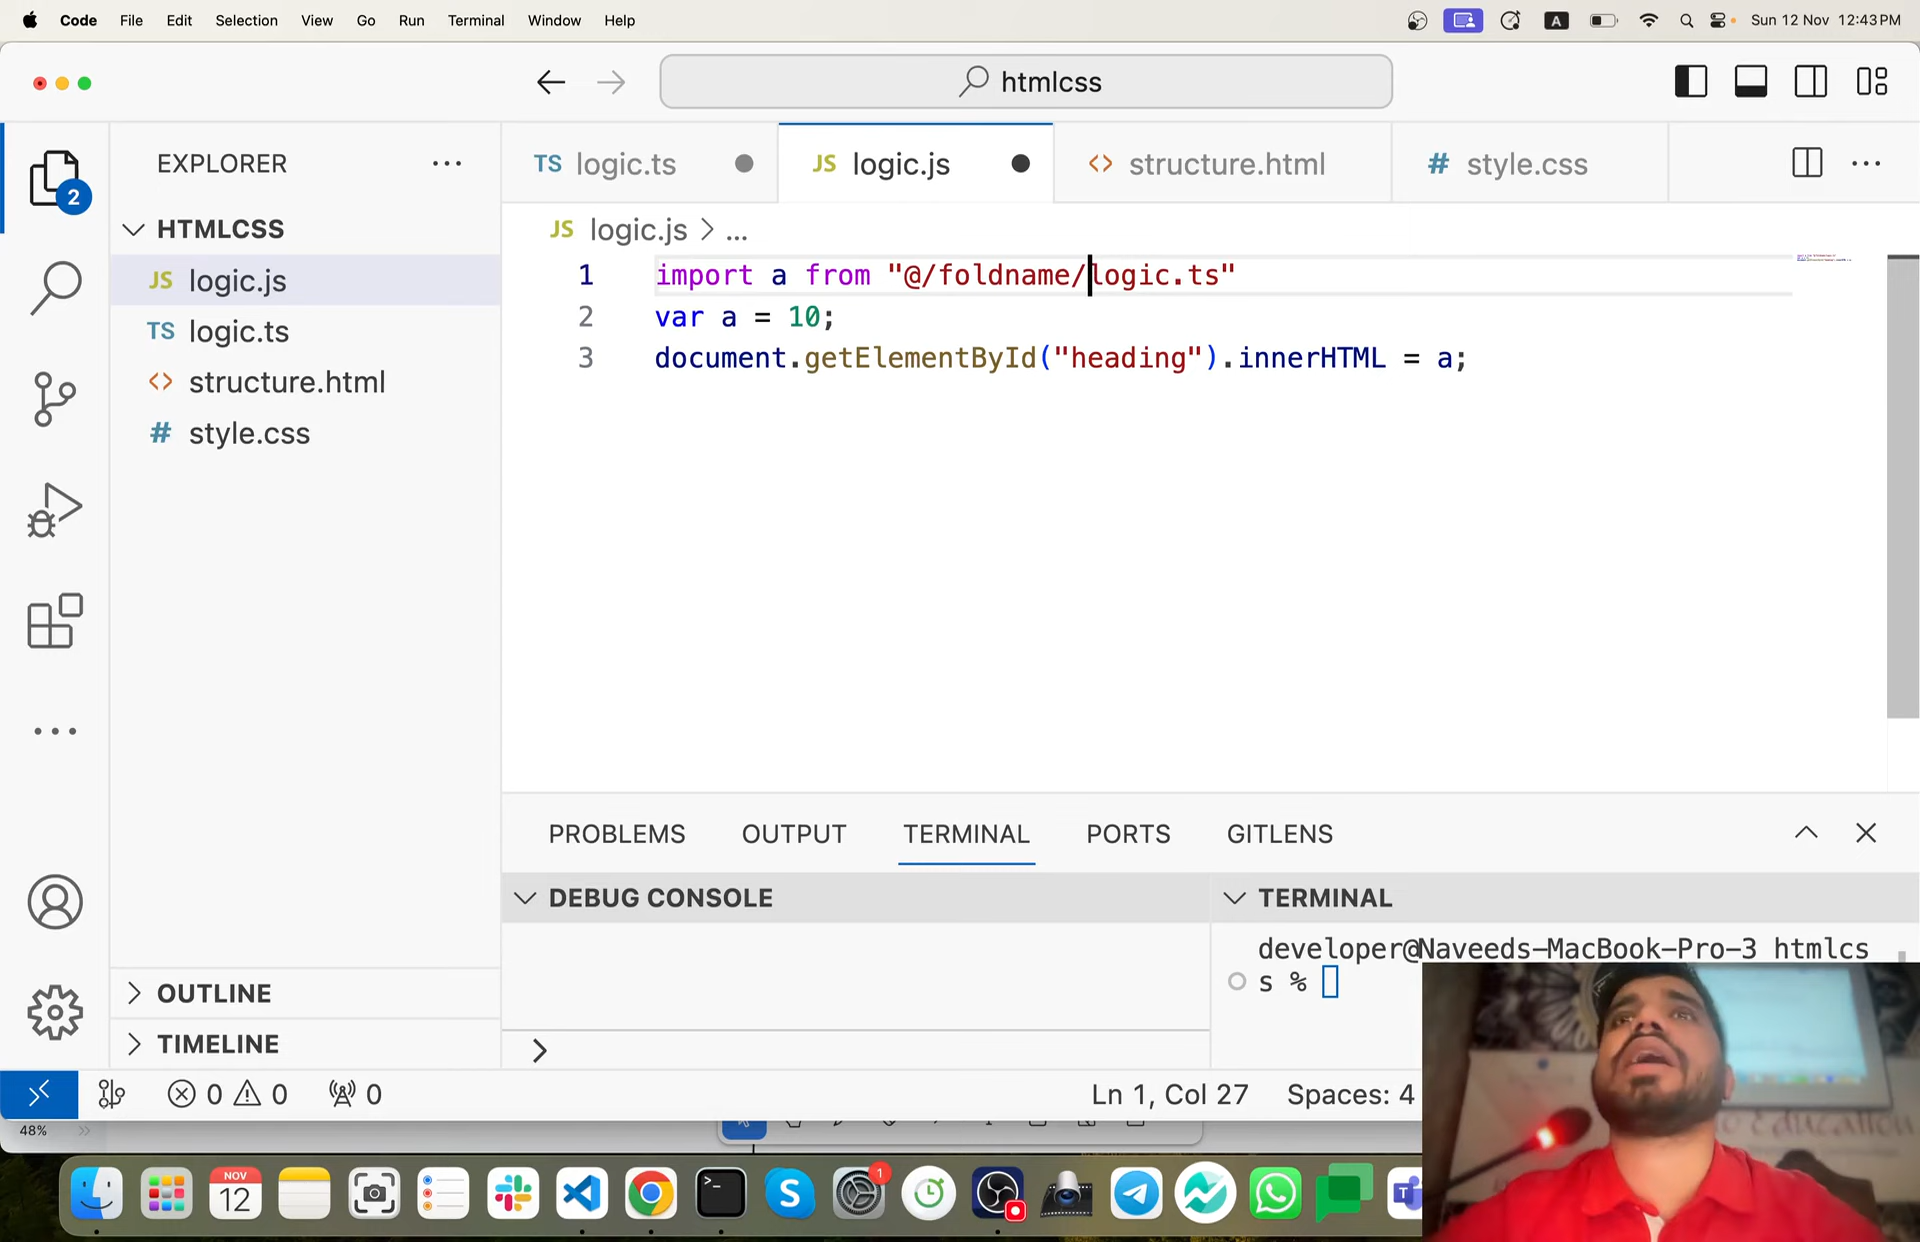 Code File Edit Selection View Go Run Terminal Window Help A Sun 12 Nov 12:43 PM
htmlcss
EXPLORER
TS logic.ts JS logic.js <> structure.html # style.css
2
HTMLCSS
JS logic.js
TS logic.ts
<> structure.html
# style.css
JS logic.js > ...
1 import a from "@/foldname/logic.ts"
2 var a = 10;
3 document.getElementById("heading").innerHTML = a;
PROBLEMS OUTPUT TERMINAL PORTS GITLENS
DEBUG CONSOLE
TERMINAL
developer@Naveeds-MacBook-Pro-3 htmlcs
s %
>
OUTLINE
TIMELINE
0 0 0 Ln 1, Col 27 Spaces: 4
48%
NOV
12
S
1
T
Education